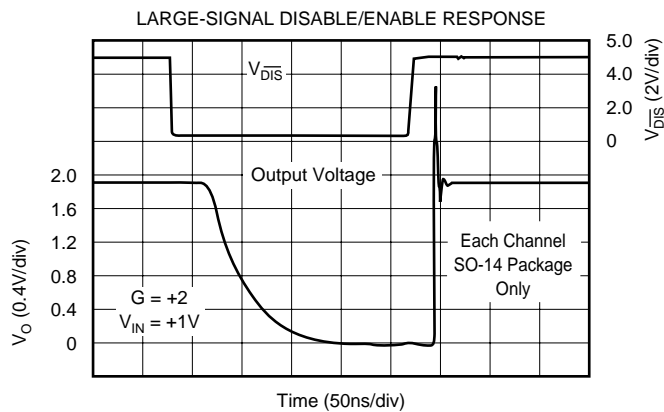 LARGE-SIGNAL DISABLE/ENABLE RESPONSE
5.0
4.0
2.0
0
V_DIS (2V/div)
V_DIS
Output Voltage
2.0
1.6
1.2
0.8
0.4
0
V_O (0.4V/div)
Each Channel
SO-14 Package
Only
G = +2
V_IN = +1V
Time (50ns/div)